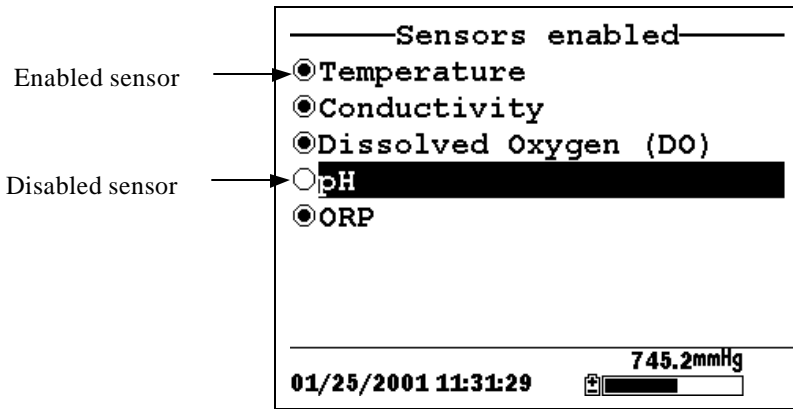 Sensors enabled
Enabled sensor
Temperature
Conductivity
Dissolved Oxygen (DO)
Disabled sensor
pH
ORP
745.2mmHg
01/25/2001 11:31:29